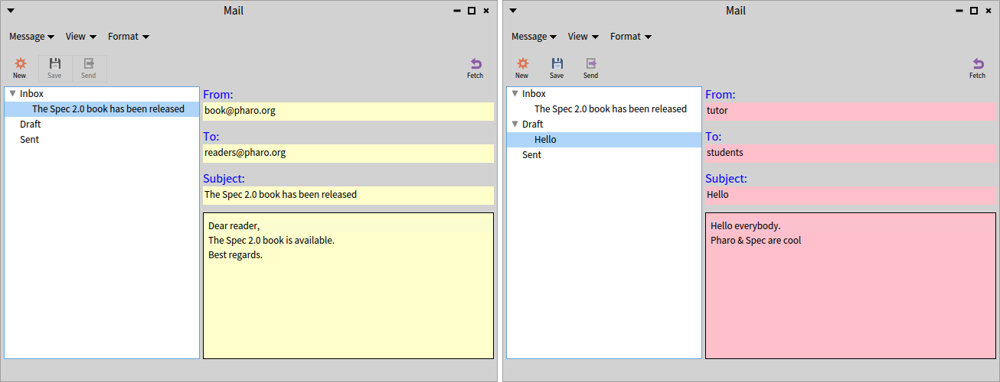 Mail
Message View Format
New Save Send Fetch
Inbox
The Spec 2.0 book has been released
Draft
Sent
From:
book@pharo.org
To:
readers@pharo.org
Subject:
The Spec 2.0 book has been released
Dear reader,
The Spec 2.0 book is available.
Best regards.
Mail
Message View Format
New Save Send Fetch
Inbox
The Spec 2.0 book has been released
Draft
Hello
Sent
From:
tutor
To:
students
Subject:
Hello
Hello everybody.
Pharo & Spec are cool